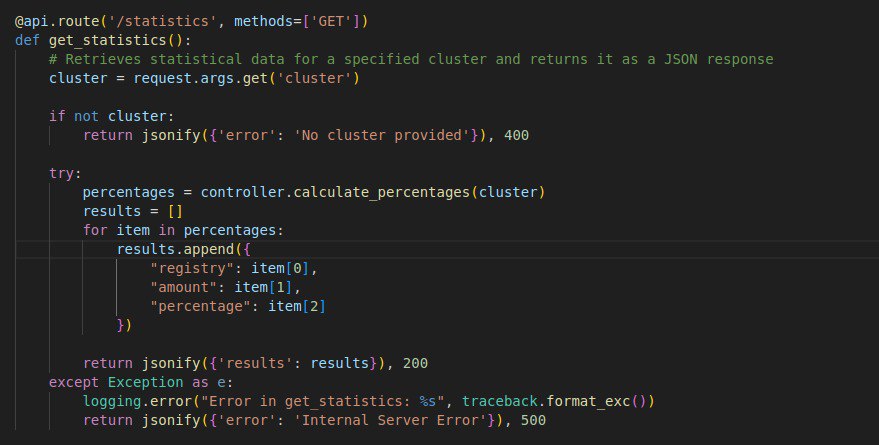 @api.route('/statistics', methods=['GET'])
def get_statistics():
    # Retrieves statistical data for a specified cluster and returns it as a JSON response
    cluster = request.args.get('cluster')

    if not cluster:
        return jsonify({'error': 'No cluster provided'}), 400

    try:
        percentages = controller.calculate_percentages(cluster)
        results = []
        for item in percentages:
            results.append({
                "registry": item[0],
                "amount": item[1],
                "percentage": item[2]
            })

        return jsonify({'results': results}), 200
    except Exception as e:
        logging.error("Error in get_statistics: %s", traceback.format_exc())
        return jsonify({'error': 'Internal Server Error'}), 500